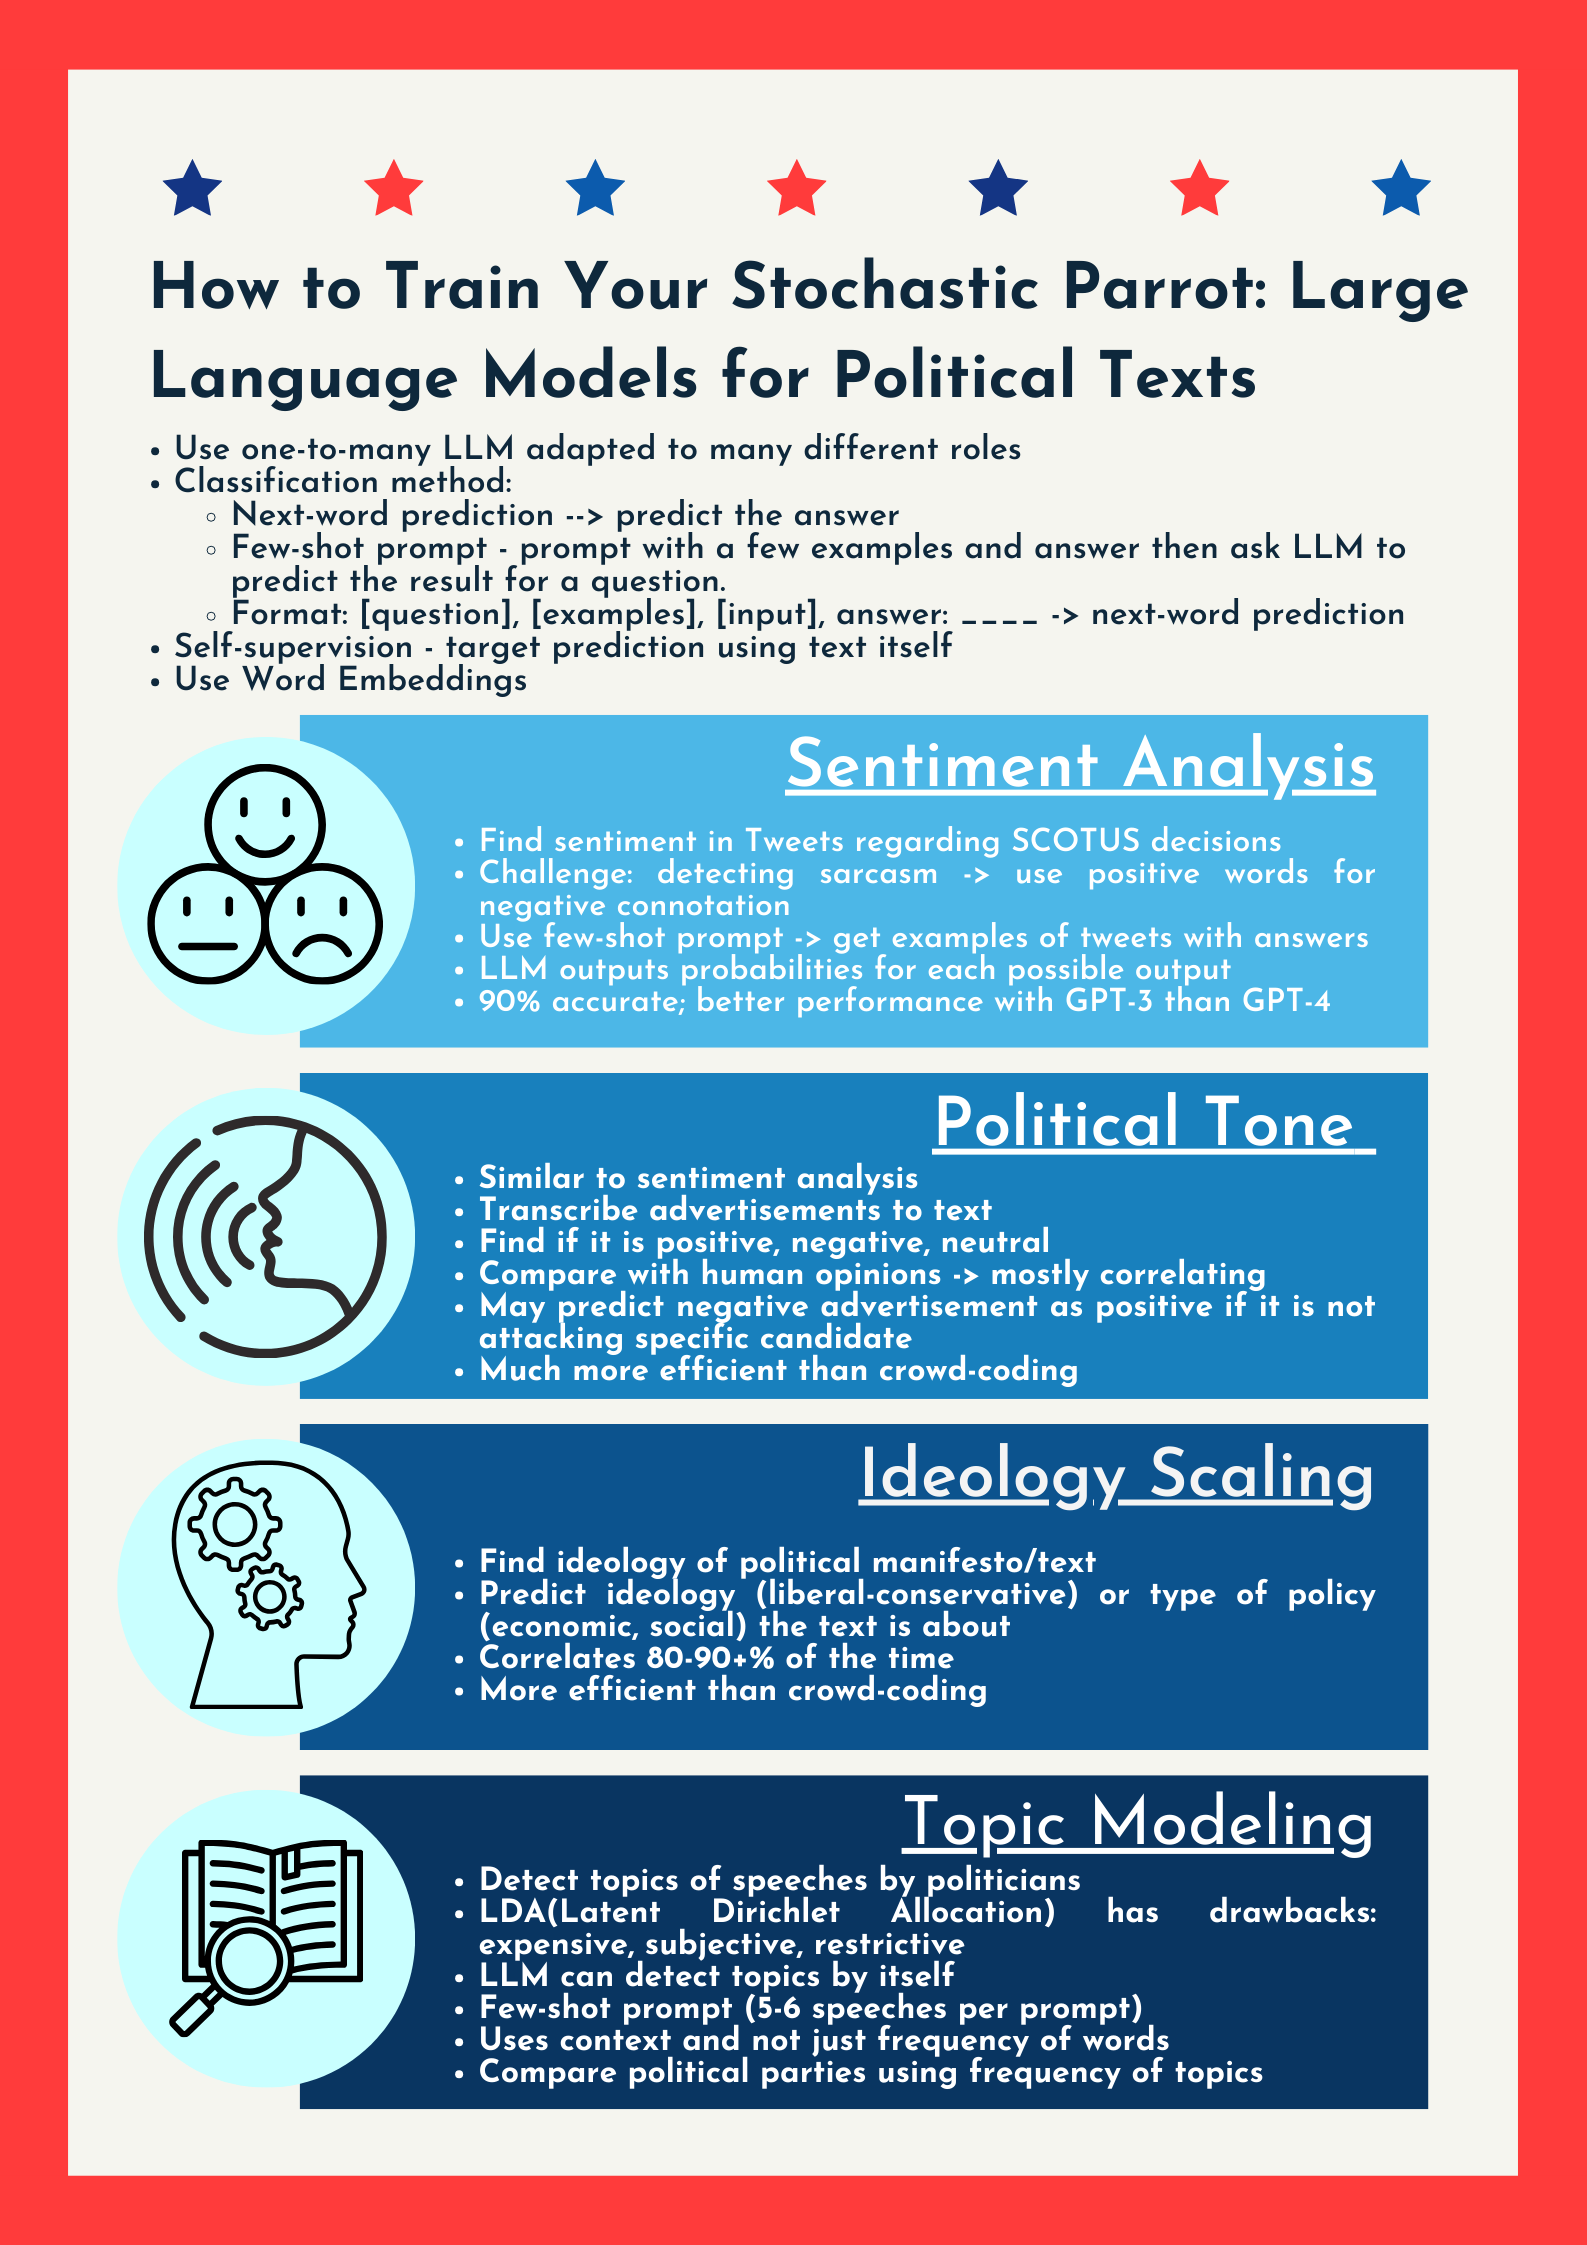 How to Train Your Stochastic Parrot: Large
Language Models for Political Texts
• Use one-to-many LLM adapted to many different roles
• Classification method:
◦ Next-word prediction --> predict the answer
◦ Few-shot prompt - prompt with a few examples and answer then ask LLM to
predict the result for a question.
◦ Format: [question], [examples], [input], answer: ____ -> next-word prediction
• Self-supervision - target prediction using text itself
• Use Word Embeddings
Sentiment Analysis
• Find sentiment in Tweets regarding SCOTUS decisions
• Challenge: detecting sarcasm -> use positive words for
negative connotation
• Use few-shot prompt -> get examples of tweets with answers
• LLM outputs probabilities for each possible output
• 90% accurate; better performance with GPT-3 than GPT-4
Political Tone
• Similar to sentiment analysis
• Transcribe advertisements to text
• Find if it is positive, negative, neutral
• Compare with human opinions -> mostly correlating
• May predict negative advertisement as positive if it is not
attacking specific candidate
• Much more efficient than crowd-coding
Ideology Scaling
• Find ideology of political manifesto/text
• Predict ideology (liberal-conservative) or type of policy
(economic, social) the text is about
• Correlates 80-90+% of the time
• More efficient than crowd-coding
Topic Modeling
• Detect topics of speeches by politicians
• LDA(Latent Dirichlet Allocation) has drawbacks:
expensive, subjective, restrictive
• LLM can detect topics by itself
• Few-shot prompt (5-6 speeches per prompt)
• Uses context and not just frequency of words
• Compare political parties using frequency of topics